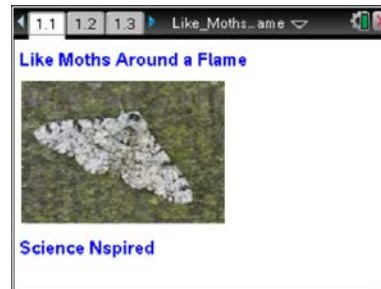 1.1 1.2 1.3 Like_Moths...ame
Like Moths Around a Flame
Science Nspired